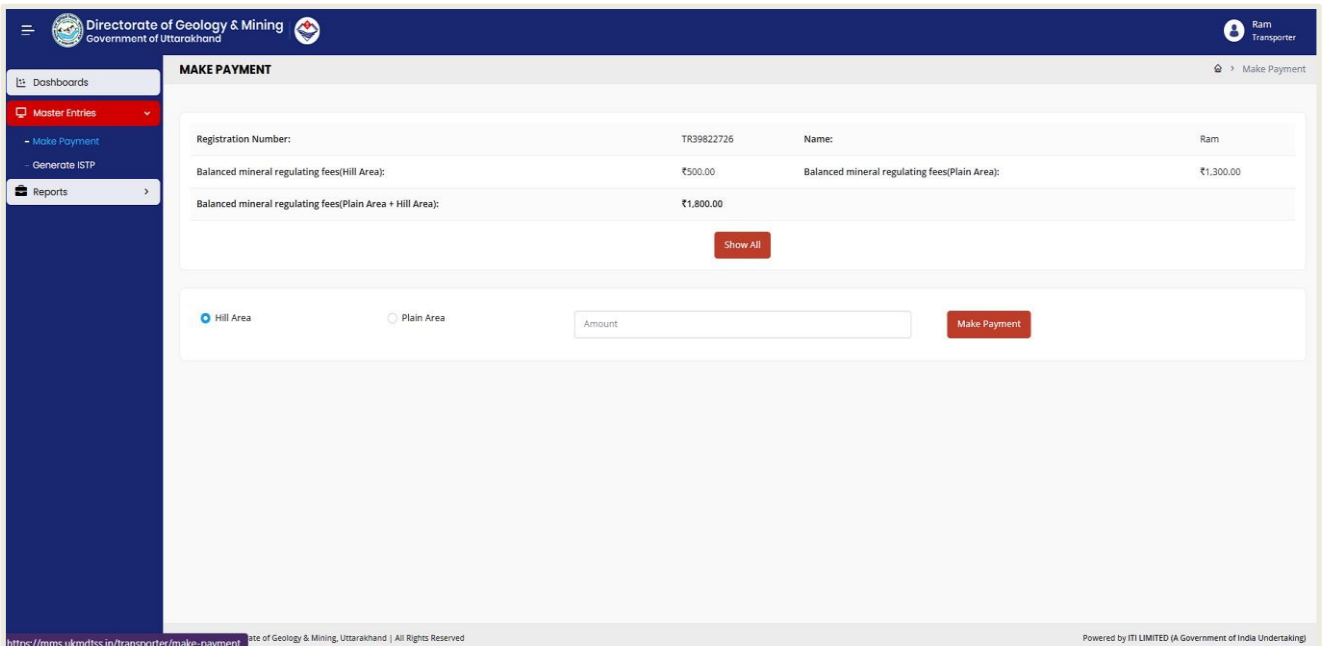 Directorate of Geology & Mining
Government of Uttarakhand
Ram
Transporter
Dashboards
Master Entries
- Make Payment
- Generate ISTP
Reports
MAKE PAYMENT
> Make Payment
Registration Number: TR39822726 Name: Ram
Balanced mineral regulating fees(Hill Area): ₹500.00 Balanced mineral regulating fees(Plain Area): ₹1,300.00
Balanced mineral regulating fees(Plain Area + Hill Area): ₹1,800.00
Show All
Hill Area Plain Area Amount Make Payment
https://mms.ukmdtss.in/transporter/make-payment
ate of Geology & Mining, Uttarakhand | All Rights Reserved Powered by ITI LIMITED (A Government of India Undertaking)